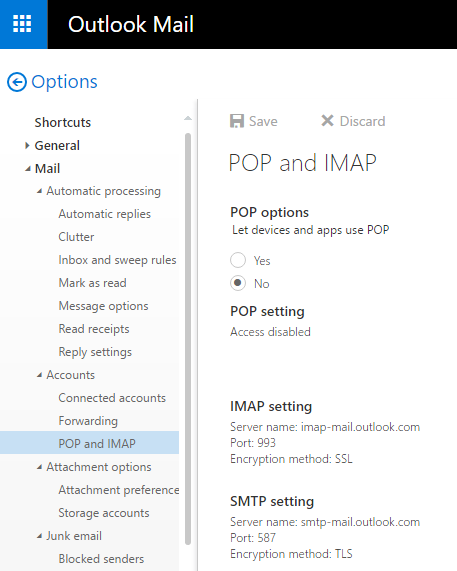 Outlook Mail
Options
Shortcuts
General
Mail
Automatic processing
Automatic replies
Clutter
Inbox and sweep rules
Mark as read
Message options
Read receipts
Reply settings
Accounts
Connected accounts
Forwarding
POP and IMAP
Attachment options
Attachment preference
Storage accounts
Junk email
Blocked senders
Save
Discard
POP and IMAP
POP options
Let devices and apps use POP
Yes
No
POP setting
Access disabled
IMAP setting
Server name: imap-mail.outlook.com
Port: 993
Encryption method: SSL
SMTP setting
Server name: smtp-mail.outlook.com
Port: 587
Encryption method: TLS